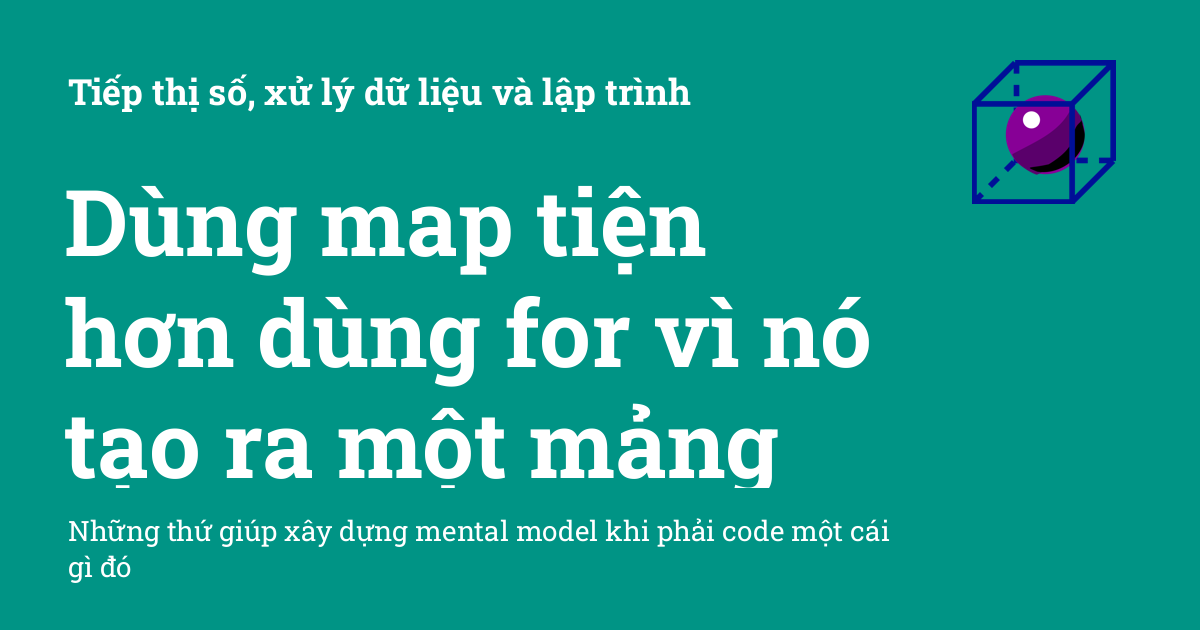 Tiếp thị số, xử lý dữ liệu và lập trình
Dùng map tiện
hơn dùng for vì nó
tạo ra một mảng
Những thứ giúp xây dựng mental model khi phải code một cái
gì đó